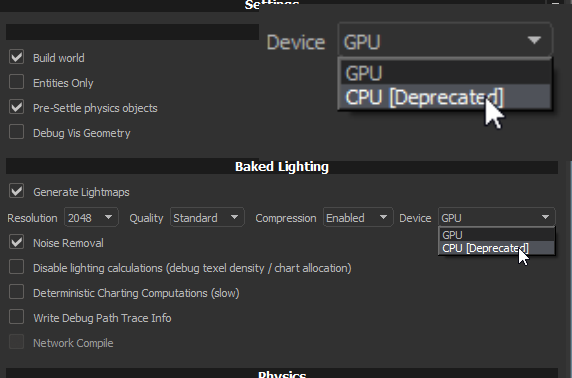 Settings
Device GPU
GPU
CPU [Deprecated]
Build world
Entities Only
Pre-Settle physics objects
Debug Vis Geometry
Baked Lighting
Generate Lightmaps
Resolution 2048 Quality Standard Compression Enabled Device GPU
GPU
CPU [Deprecated]
Noise Removal
Disable lighting calculations (debug texel density / chart allocation)
Deterministic Charting Computations (slow)
Write Debug Path Trace Info
Network Compile
Physics